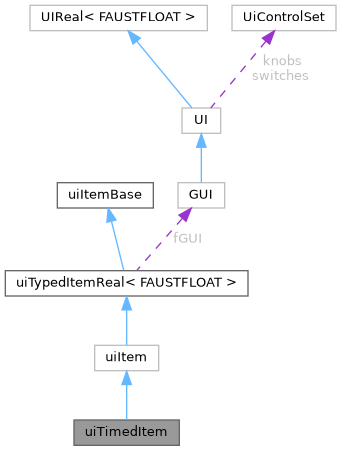 UIReal< FAUSTFLOAT >
UiControlSet
knobs
switches
UI
uiItemBase
GUI
fGUI
uiTypedItemReal< FAUSTFLOAT >
uiItem
uiTimedItem